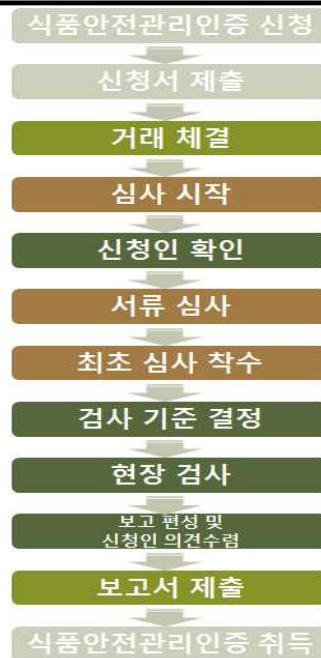 식품안전관리인증 신청
신청서 제출
거래 체결
심사 시작
신청인 확인
서류 심사
최초 심사 착수
검사 기준 결정
현장 검사
보고 편성 및
신청인 의견수렴
보고서 제출
식품안전관리인증 취득